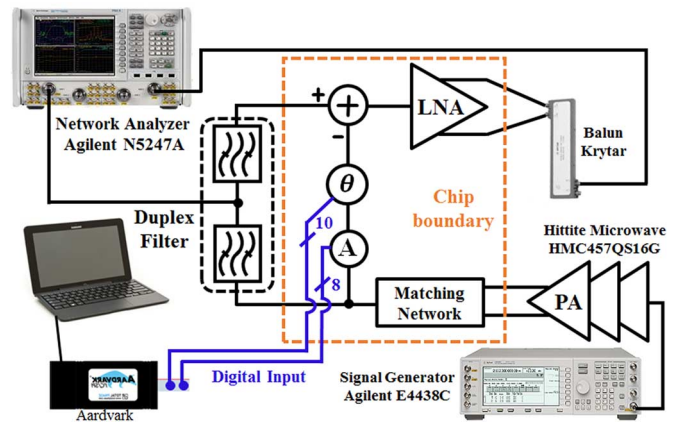 Network Analyzer
Agilent N5247A
Duplex
Filter
+
+
−
LNA
θ
A
10
8
Chip
boundary
Balun
Krytar
Hittite Microwave
HMC457QS16G
Matching
Network
PA
Digital Input
Signal Generator
Agilent E4438C
Aardvark